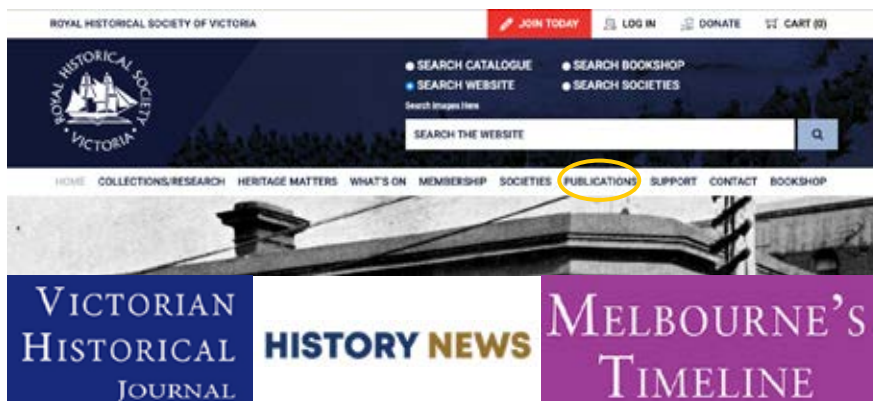 ROYAL HISTORICAL SOCIETY OF VICTORIA
JOIN TODAY
LOG IN
DONATE
CART (0)
ROYAL HISTORICAL SOCIETY
• VICTORIA •
SEARCH CATALOGUE
SEARCH BOOKSHOP
SEARCH WEBSITE
SEARCH SOCIETIES
Search Images Here
SEARCH THE WEBSITE
HOME COLLECTIONS/RESEARCH HERITAGE MATTERS WHAT'S ON MEMBERSHIP SOCIETIES PUBLICATIONS SUPPORT CONTACT BOOKSHOP
VICTORIAN
HISTORICAL
JOURNAL
HISTORY NEWS
MELBOURNE'S
TIMELINE